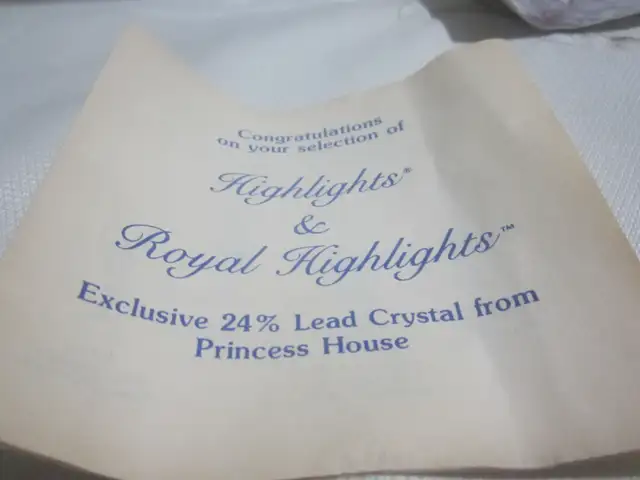 Congratulations
on your selection of
Highlights®
&
Royal Highlights™
Exclusive 24% Lead Crystal from
Princess House